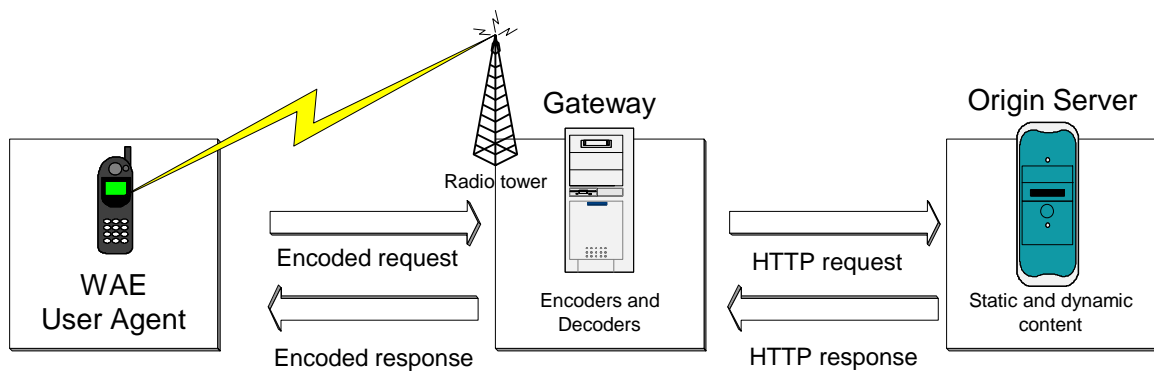 Gateway
Origin Server
Radio tower
Encoded request
HTTP request
WAE
User Agent
Encoders and
Decoders
Static and dynamic
content
Encoded response
HTTP response